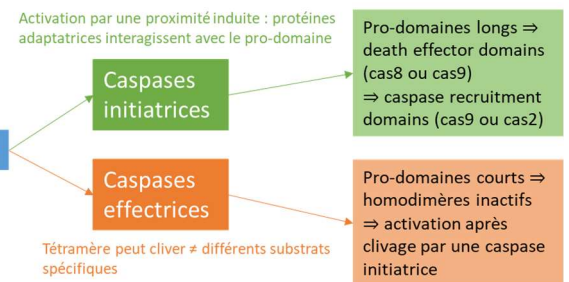 Activation par une proximité induite : protéines
adaptatrices interagissent avec le pro-domaine
Caspases
initiatrices
Pro-domaines longs ⇒
death effector domains
(cas8 ou cas9)
⇒ caspase recruitment
domains (cas9 ou cas2)
Caspases
effectrices
Tétramère peut cliver ≠ différents substrats
spécifiques
Pro-domaines courts ⇒
homodimères inactifs
⇒ activation après
clivage par une caspase
initiatrice